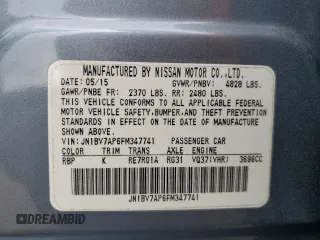 MANUFACTURED BY NISSAN MOTOR CO.,LTD.
DATE: 05/15 GVWR/PNBV: 4828 LBS.
GAWR/PNBE FR: 2370 LBS. RR: 2480 LBS.
THIS VEHICLE CONFORMS TO ALL APPLICABLE FEDERAL
MOTOR VEHICLE SAFETY, BUMPER, AND THEFT PREVENTION
STANDARDS IN EFFECT ON THE DATE OF MANUFACTURE
SHOWN ABOVE.
VIN: JN1BV7AP6FM347741 PASSENGER CAR
COLOR TRIM TRANS AXLE ENGINE
RBP K RE7R01A RG31 VQ37(VHR) 3696CC
JN1BV7AP6FM347741
DREAMBID